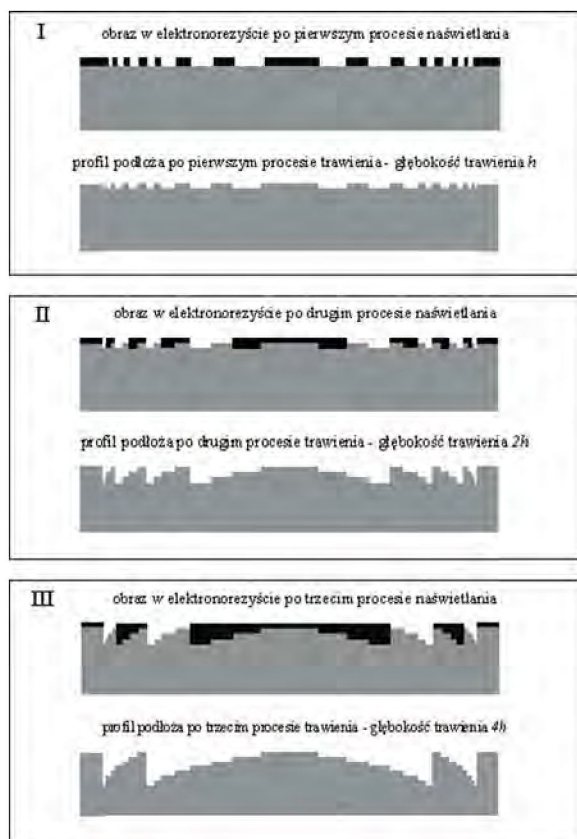 I
obraz w elektronorezyście po pierwszym procesie naświetlania
profil podłoża po pierwszym procesie trawienia - głębokość trawienia h
II
obraz w elektronorezyście po drugim procesie naświetlania
profil podłoża po drugim procesie trawienia - głębokość trawienia 2h
III
obraz w elektronorezyście po trzecim procesie naświetlania
profil podłoża po trzecim procesie trawienia - głębokość trawienia 4h